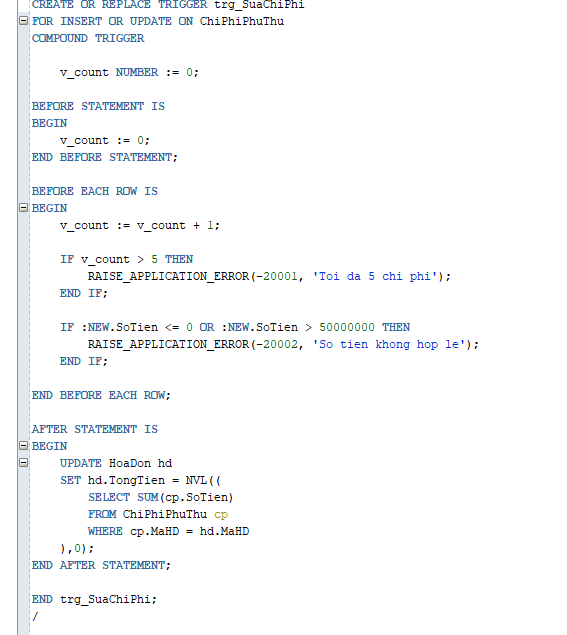 CREATE OR REPLACE TRIGGER trg_SuaChiPhi
FOR INSERT OR UPDATE ON ChiPhiPhuThu
COMPOUND TRIGGER
v_count NUMBER := 0;
BEFORE STATEMENT IS
BEGIN
v_count := 0;
END BEFORE STATEMENT;
BEFORE EACH ROW IS
BEGIN
v_count := v_count + 1;
IF v_count > 5 THEN
RAISE_APPLICATION_ERROR(-20001, 'Toi da 5 chi phi');
END IF;
IF :NEW.SoTien <= 0 OR :NEW.SoTien > 50000000 THEN
RAISE_APPLICATION_ERROR(-20002, 'So tien khong hop le');
END IF;
END BEFORE EACH ROW;
AFTER STATEMENT IS
BEGIN
UPDATE HoaDon hd
SET hd.TongTien = NVL((
SELECT SUM(cp.SoTien)
FROM ChiPhiPhuThu cp
WHERE cp.MaHD = hd.MaHD
),0);
END AFTER STATEMENT;
END trg_SuaChiPhi;
/